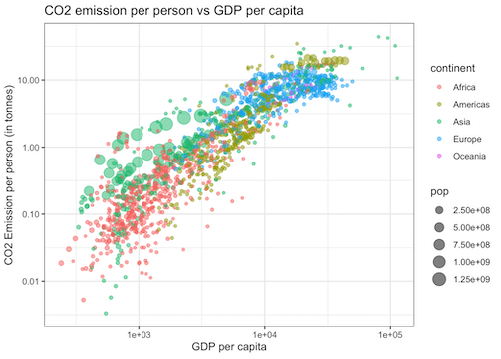 CO2 emission per person vs GDP per capita
CO2 Emission per person (in tonnes)
10.00
1.00
0.10
0.01
1e+03
1e+04
1e+05
GDP per capita
continent
Africa
Americas
Asia
Europe
Oceania
pop
2.50e+08
5.00e+08
7.50e+08
1.00e+09
1.25e+09